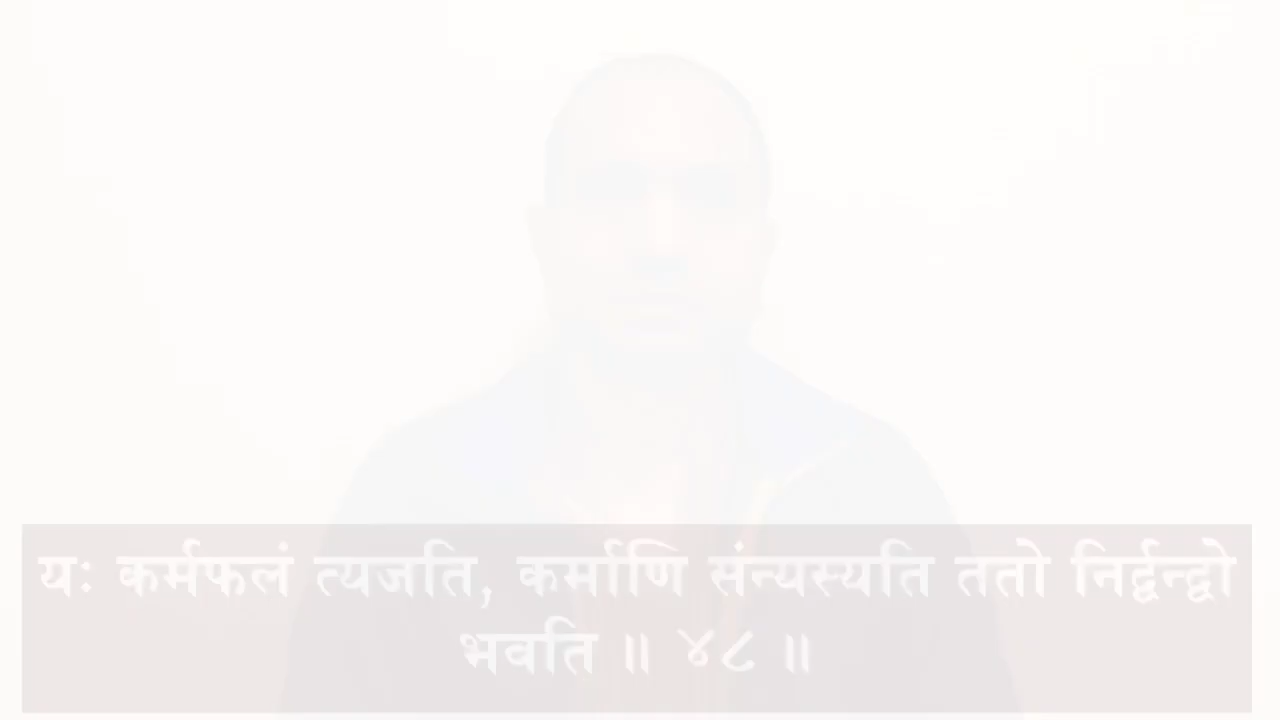 यः कर्मफलं त्यजति, कर्माणि संन्यस्यति ततो निर्द्वन्द्वो
भवति ॥ ४८ ॥